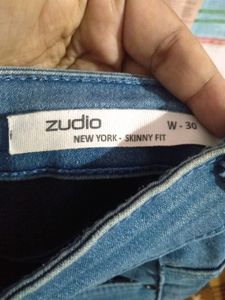 zudio W - 30
NEW YORK - SKINNY FIT